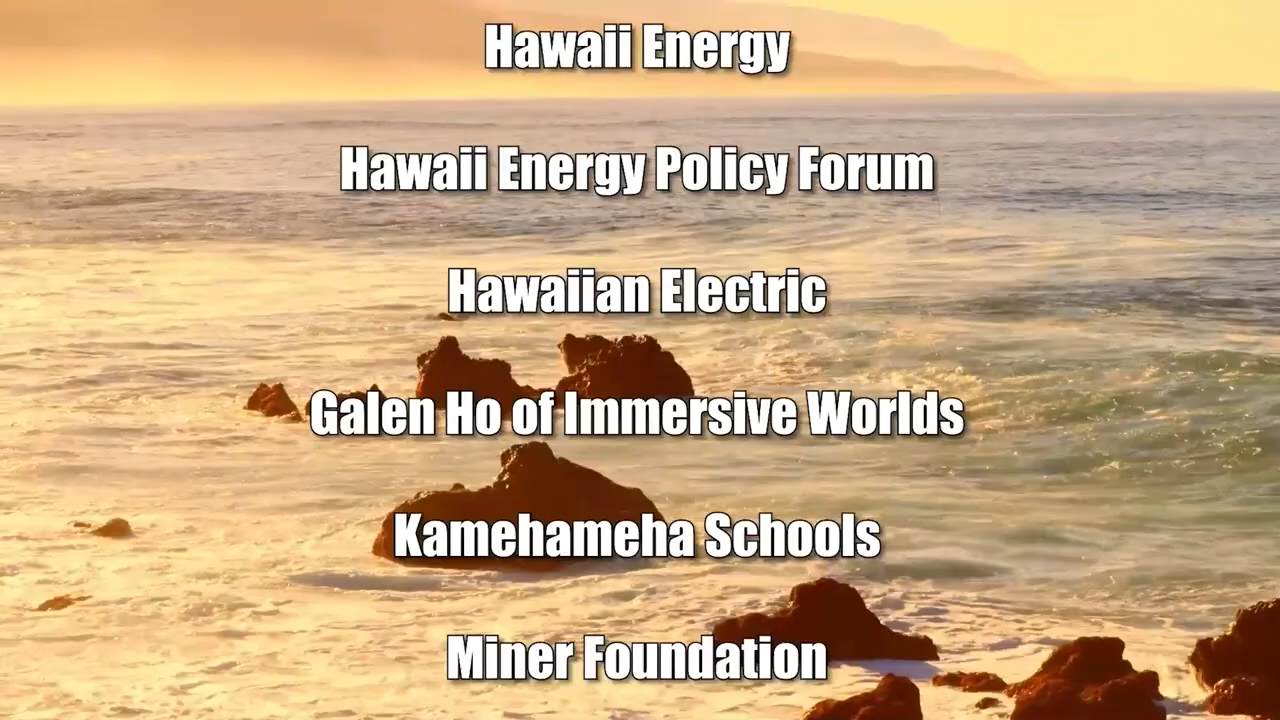 Hawaii Energy
Hawaii Energy Policy Forum
Hawaiian Electric
Galen Ho of Immersive Worlds
Kamehameha Schools
Miner Foundation